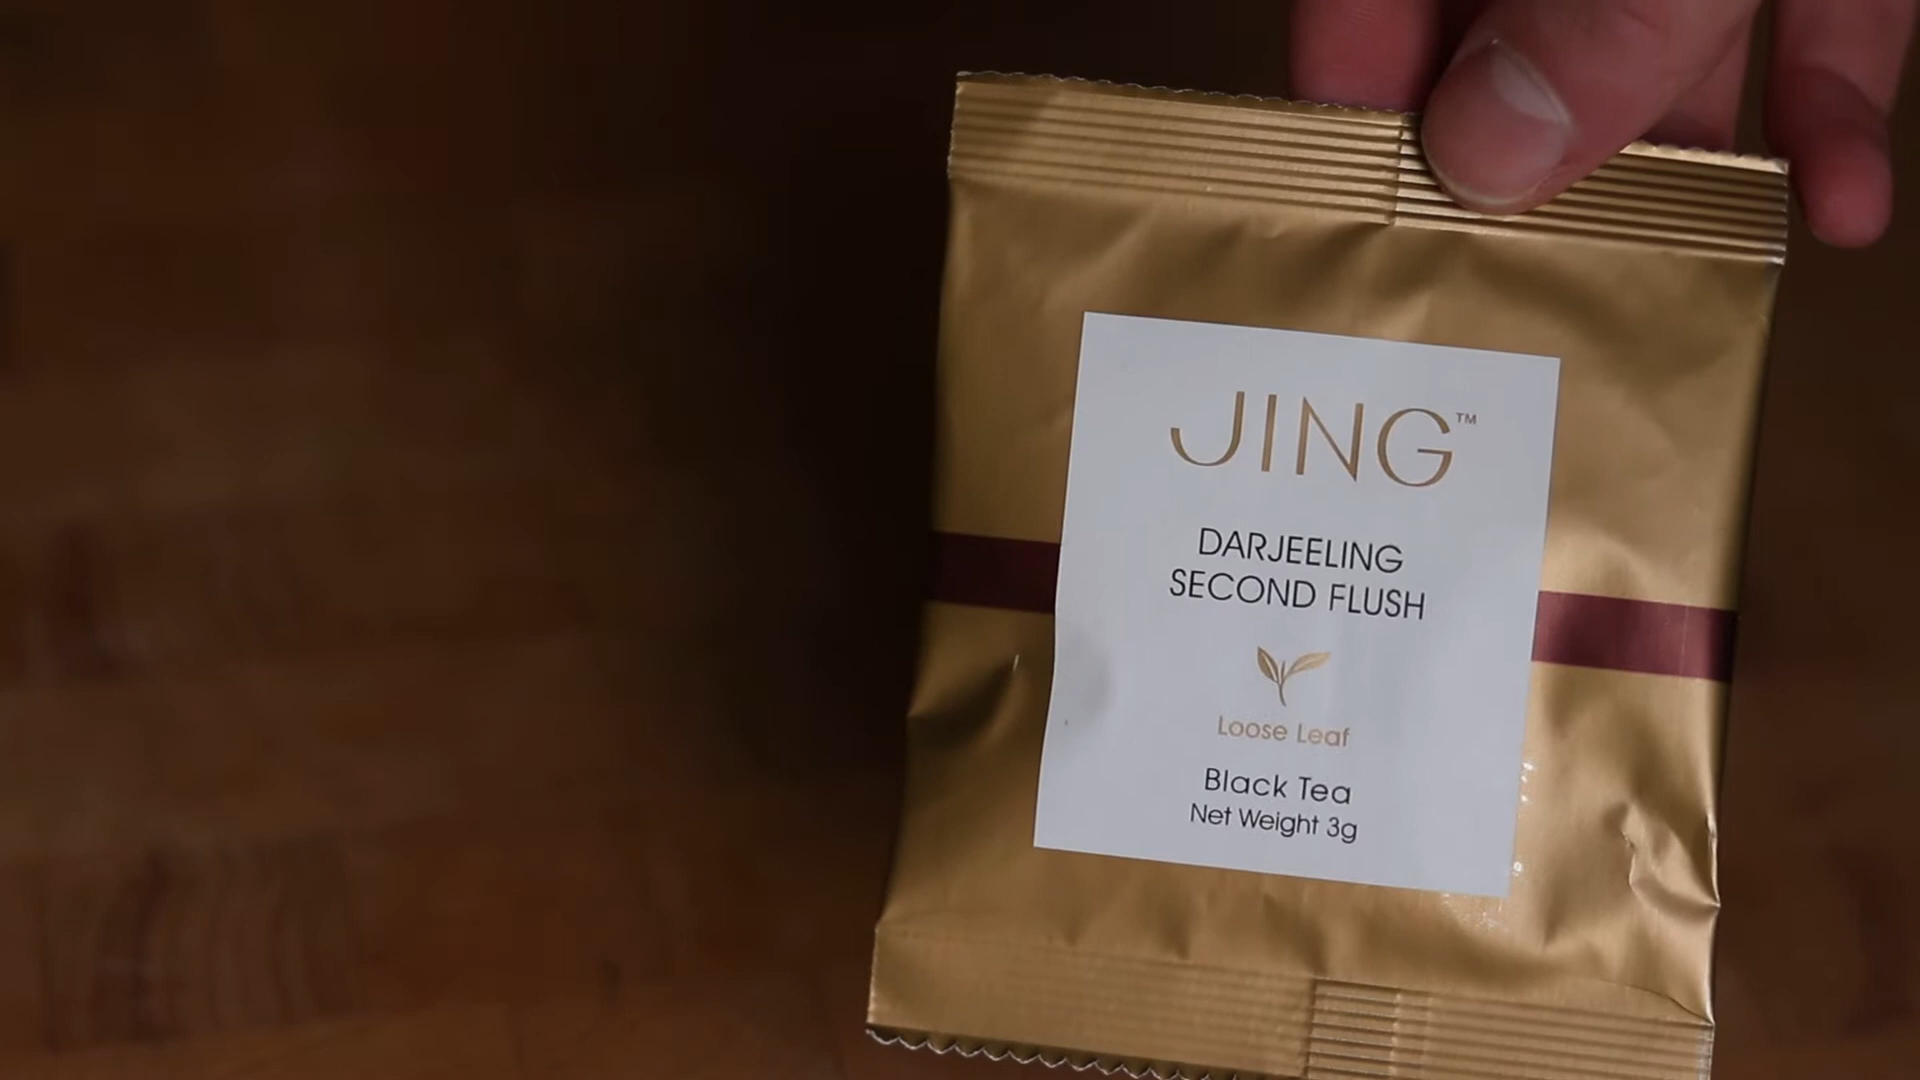 JING™
DARJEELING
SECOND FLUSH
Loose Leaf
Black Tea
Net Weight 3g